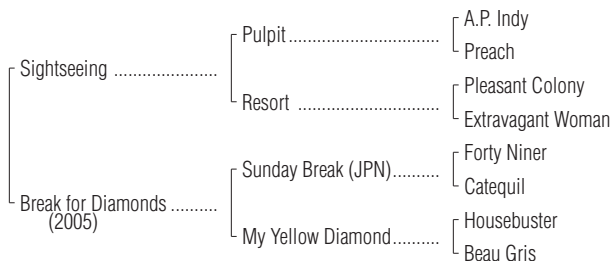 A.P. Indy
Pulpit
Preach
Sightseeing
Pleasant Colony
Resort
Extravagant Woman
Forty Niner
Sunday Break (JPN)
Catequil
Break for Diamonds
(2005)
Housebuster
My Yellow Diamond
Beau Gris